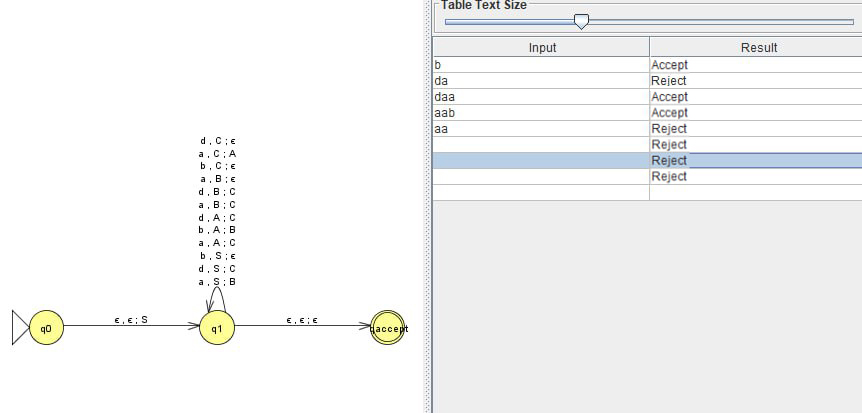 Table Text Size
Input Result
b Accept
da Reject
daa Accept
aab Accept
aa Reject
Reject
Reject
Reject
d , C ; ϵ
a , C ; A
b , C ; ϵ
a , B ; ϵ
d , B ; C
a , B ; C
d , A ; C
b , A ; B
a , A ; C
b , S ; ϵ
d , S ; C
a , S ; B
q0
ϵ , ϵ ; S
q1
ϵ , ϵ ; ϵ
qaccept